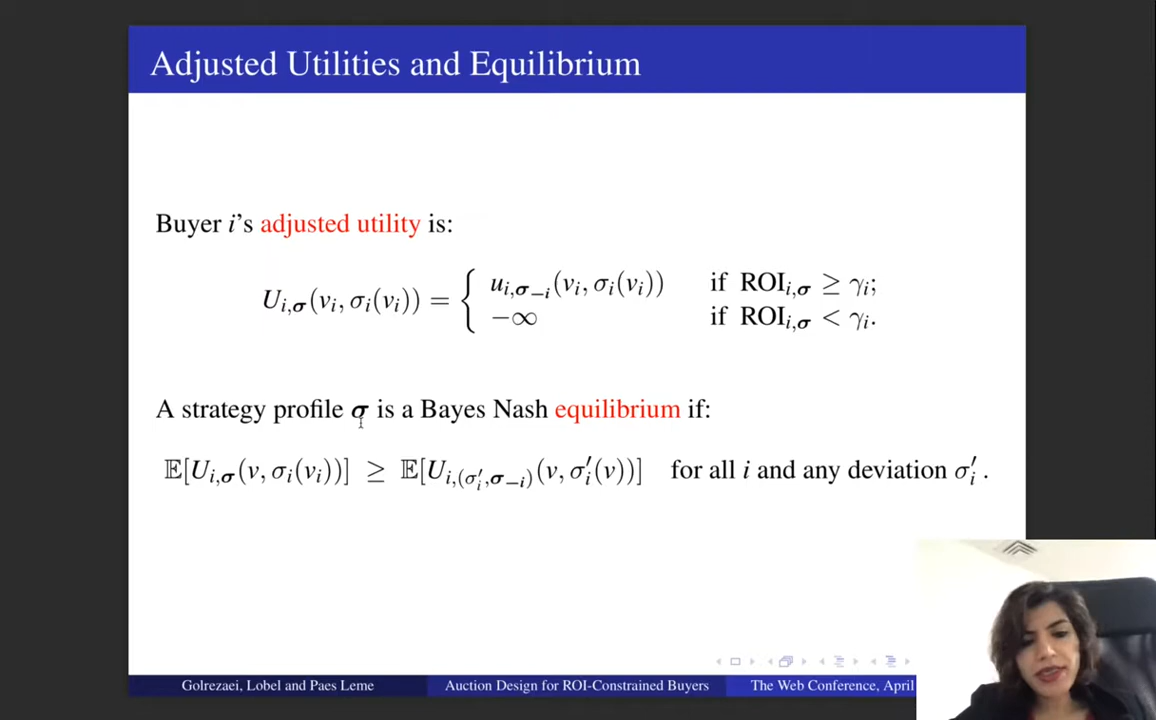 Adjusted Utilities and Equilibrium
Buyer i's adjusted utility is:
U_{i,σ}(v_i, σ_i(v_i)) = { u_{i,σ_{−i}}(v_i, σ_i(v_i)) if ROI_{i,σ} ≥ γ_i;
−∞ if ROI_{i,σ} < γ_i.
A strategy profile σ is a Bayes Nash equilibrium if:
𝔼[U_{i,σ}(v, σ_i(v_i))] ≥ 𝔼[U_{i,(σ′_i,σ_{−i})}(v, σ′_i(v))] for all i and any deviation σ′_i .
Golrezaei, Lobel and Paes Leme Auction Design for ROI-Constrained Buyers The Web Conference, April